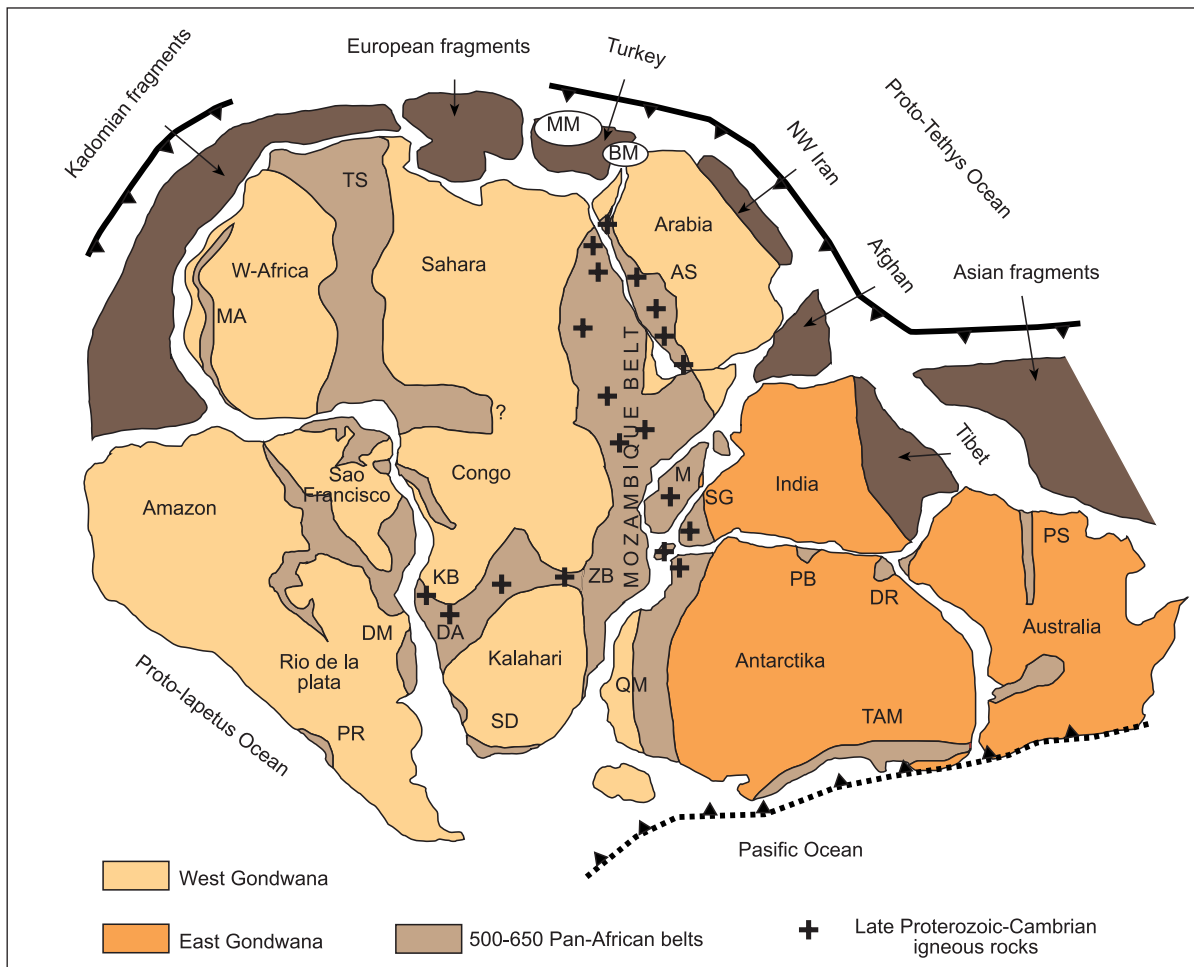 European fragments
Turkey
Kadomian fragments
Proto-Tethys Ocean
MM
BM
NW Iran
TS
Arabia
Afghan
W-Africa
Sahara
AS
Asian fragments
MA
MOZAMBIQUE BELT
?
Tibet
Sao
Francisco
Congo
M
SG
India
Amazon
PS
KB
ZB
PB
DR
DM
DA
Australia
Rio de la
plata
Kalahari
Antarktika
QM
Proto-Iapetus Ocean
PR
SD
TAM
Pasific Ocean
West Gondwana
East Gondwana
500-650 Pan-African belts
Late Proterozoic-Cambrian
igneous rocks